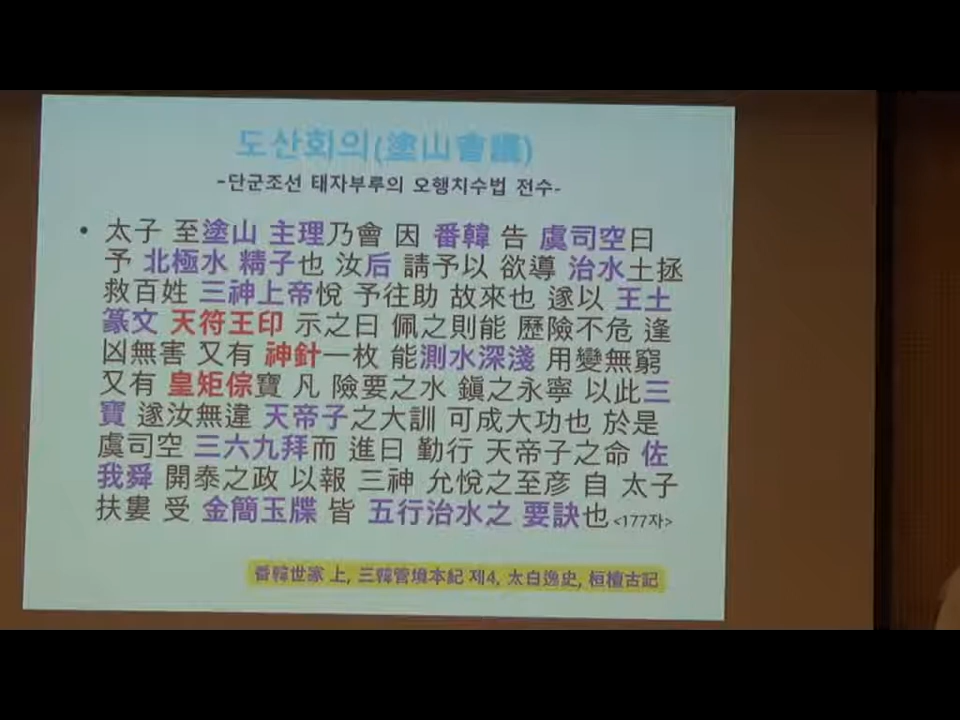 도산회의(塗山會議)
-단군조선 태자부루의 오행치수법 전수-
• 太子 至塗山 主理乃會 因 番韓 告 虞司空曰
予 北極水 精子也 汝后 請予以 欲導 治水土拯
救百姓 三神上帝悅 予往助 故來也 遂以 王土
篆文 天符王印 示之曰 佩之則能 歷險不危 逢
凶無害 又有 神針一枚 能測水深淺 用變無窮
又有 皇矩倧寶 凡 險要之水 鎭之永寧 以此三
寶 遂汝無違 天帝子之大訓 可成大功也 於是
虞司空 三六九拜而 進曰 勤行 天帝子之命 佐
我舜 開泰之政 以報 三神 允悅之至彦 自 太子
扶婁 受 金簡玉牒 皆 五行治水之 要訣也 <177자>
番韓世家 上, 三韓管境本紀 제4, 太白逸史, 桓檀古記